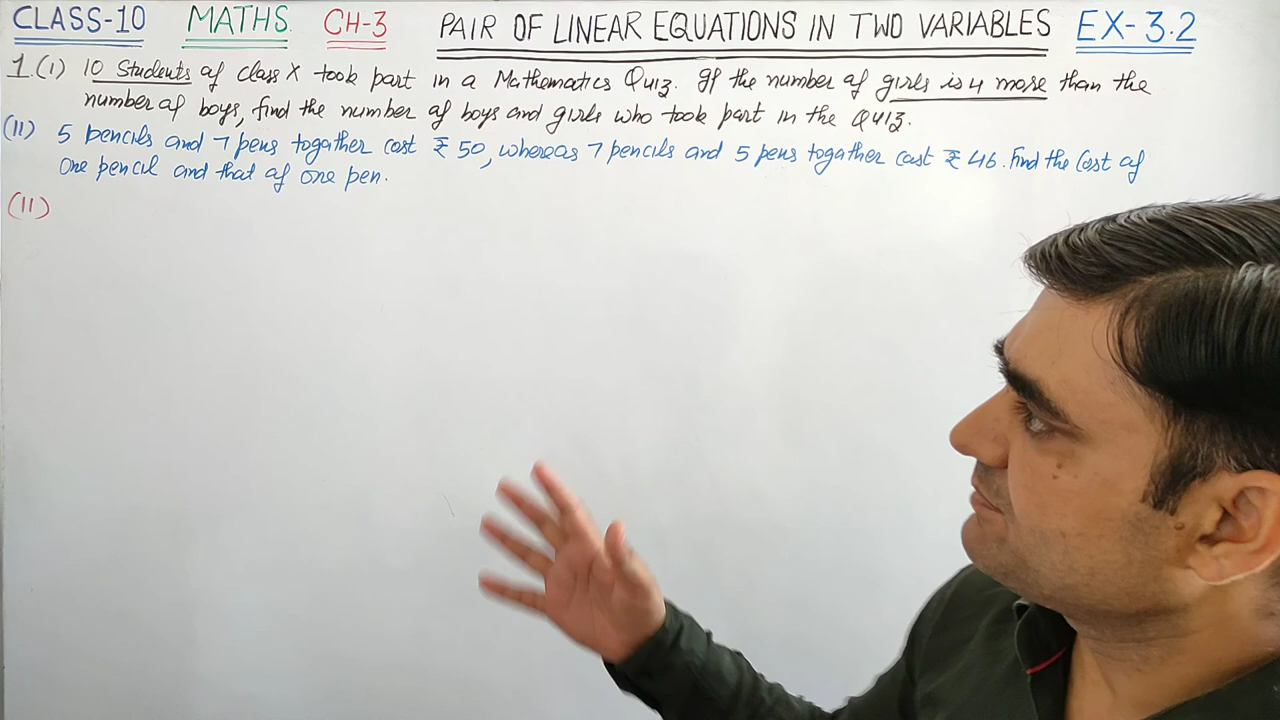 CLASS-10 MATHS CH-3 PAIR OF LINEAR EQUATIONS IN TWO VARIABLES EX-3.2
1.(i) 10 Students of class X took part in a Mathematics Quiz. If the number of girls is 4 more than the
number of boys, find the number of boys and girls who took part in the Quiz.
(II) 5 pencils and 7 pens togather cost ₹ 50, whereas 7 pencils and 5 pens togather cost ₹ 46. Find the Cost of
One pencil and that of one pen.
(II)